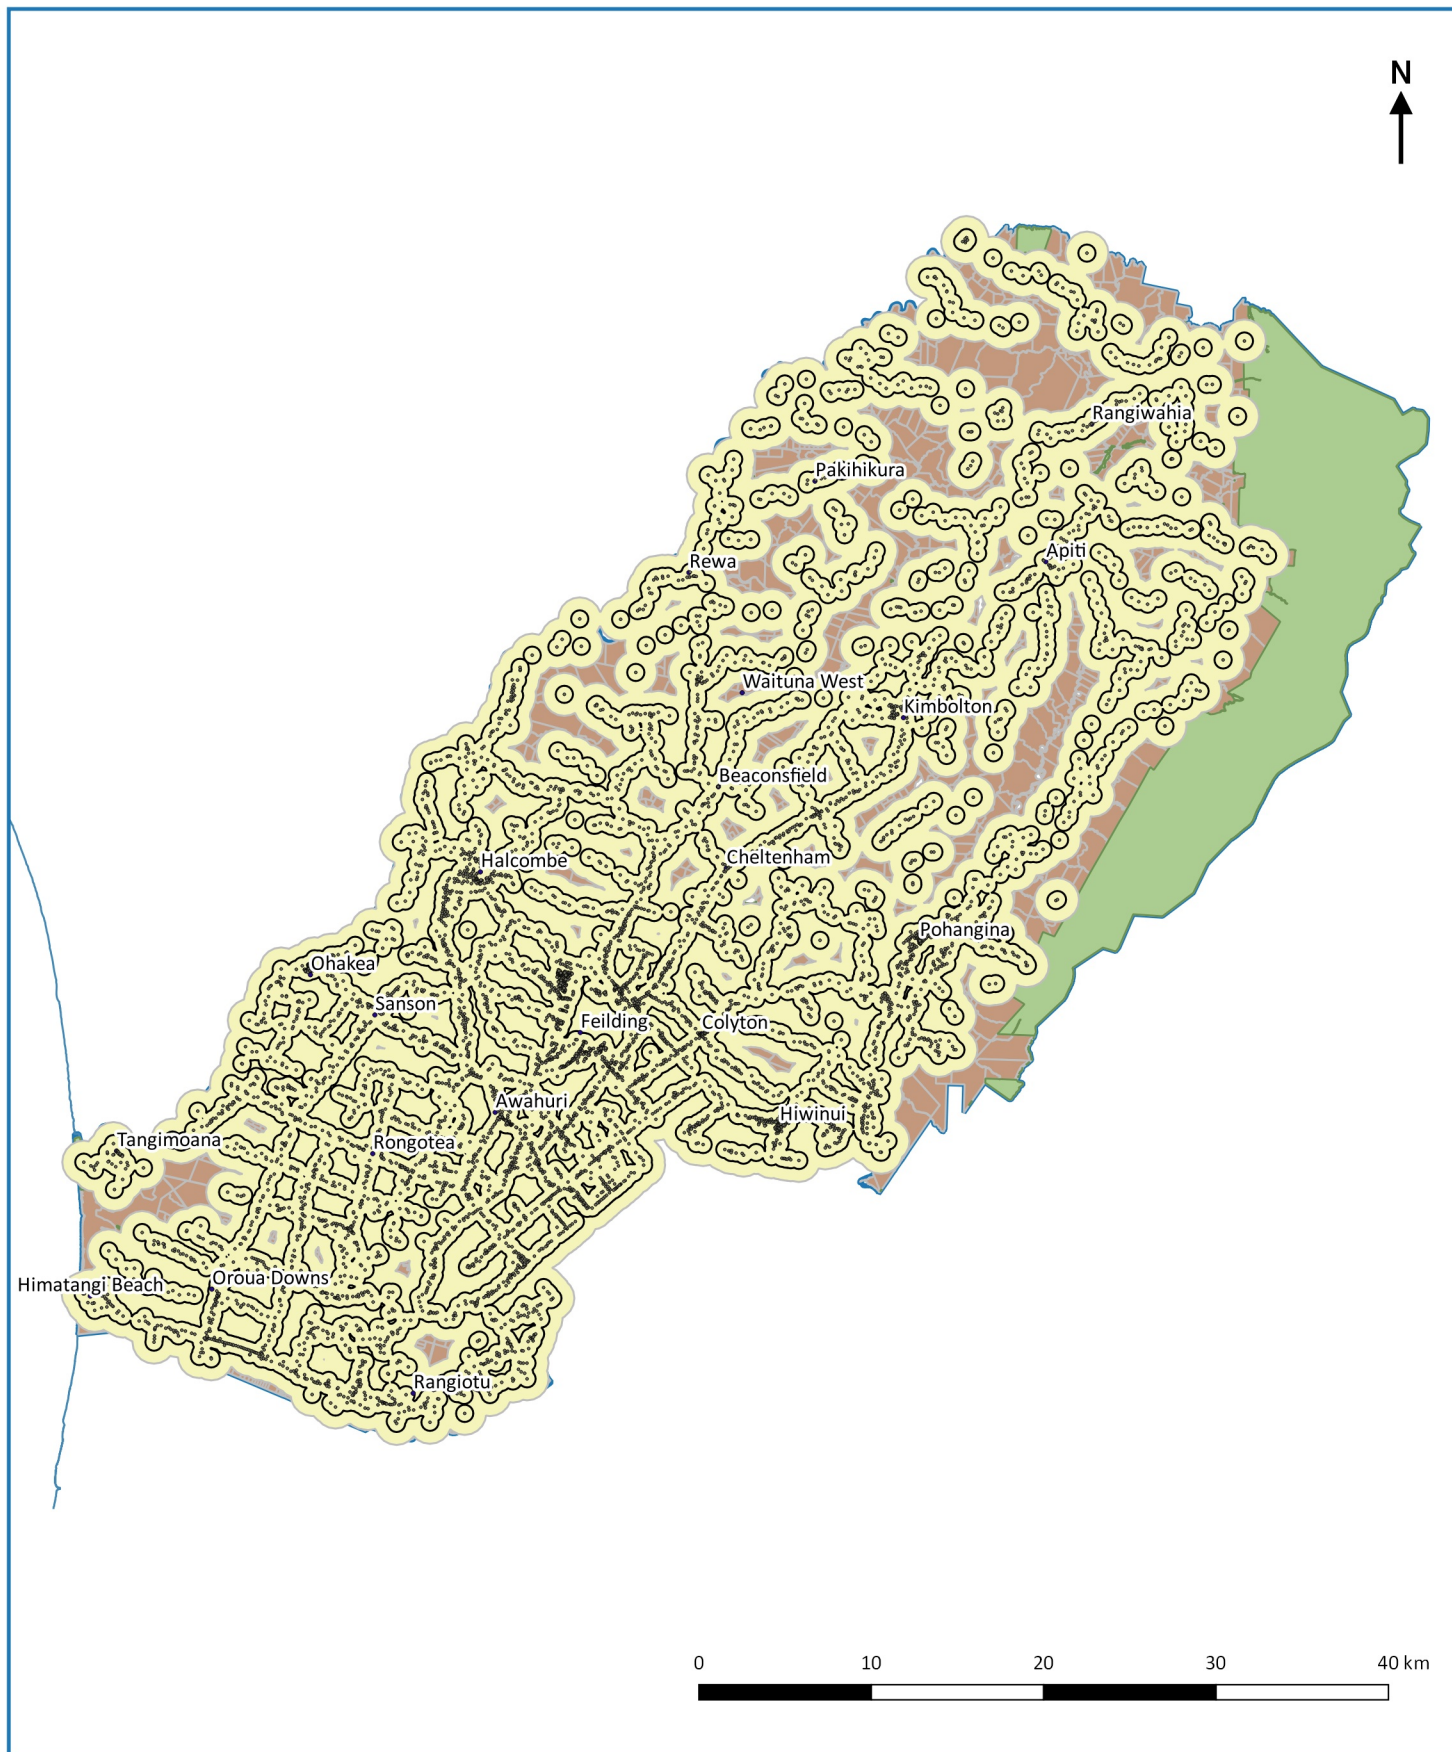 N
Rangiwahia
Pakihikura
Apiti
Rewa
Waituna West
Kimbolton
Beaconsfield
Cheltenham
Halcombe
Pohangina
Ohakea
Sanson
Feilding
Colyton
Awahuri
Hiwinui
Tangimoana
Rongotea
Oroua Downs
Himatangi Beach
Rangiotu
0 10 20 30 40 km